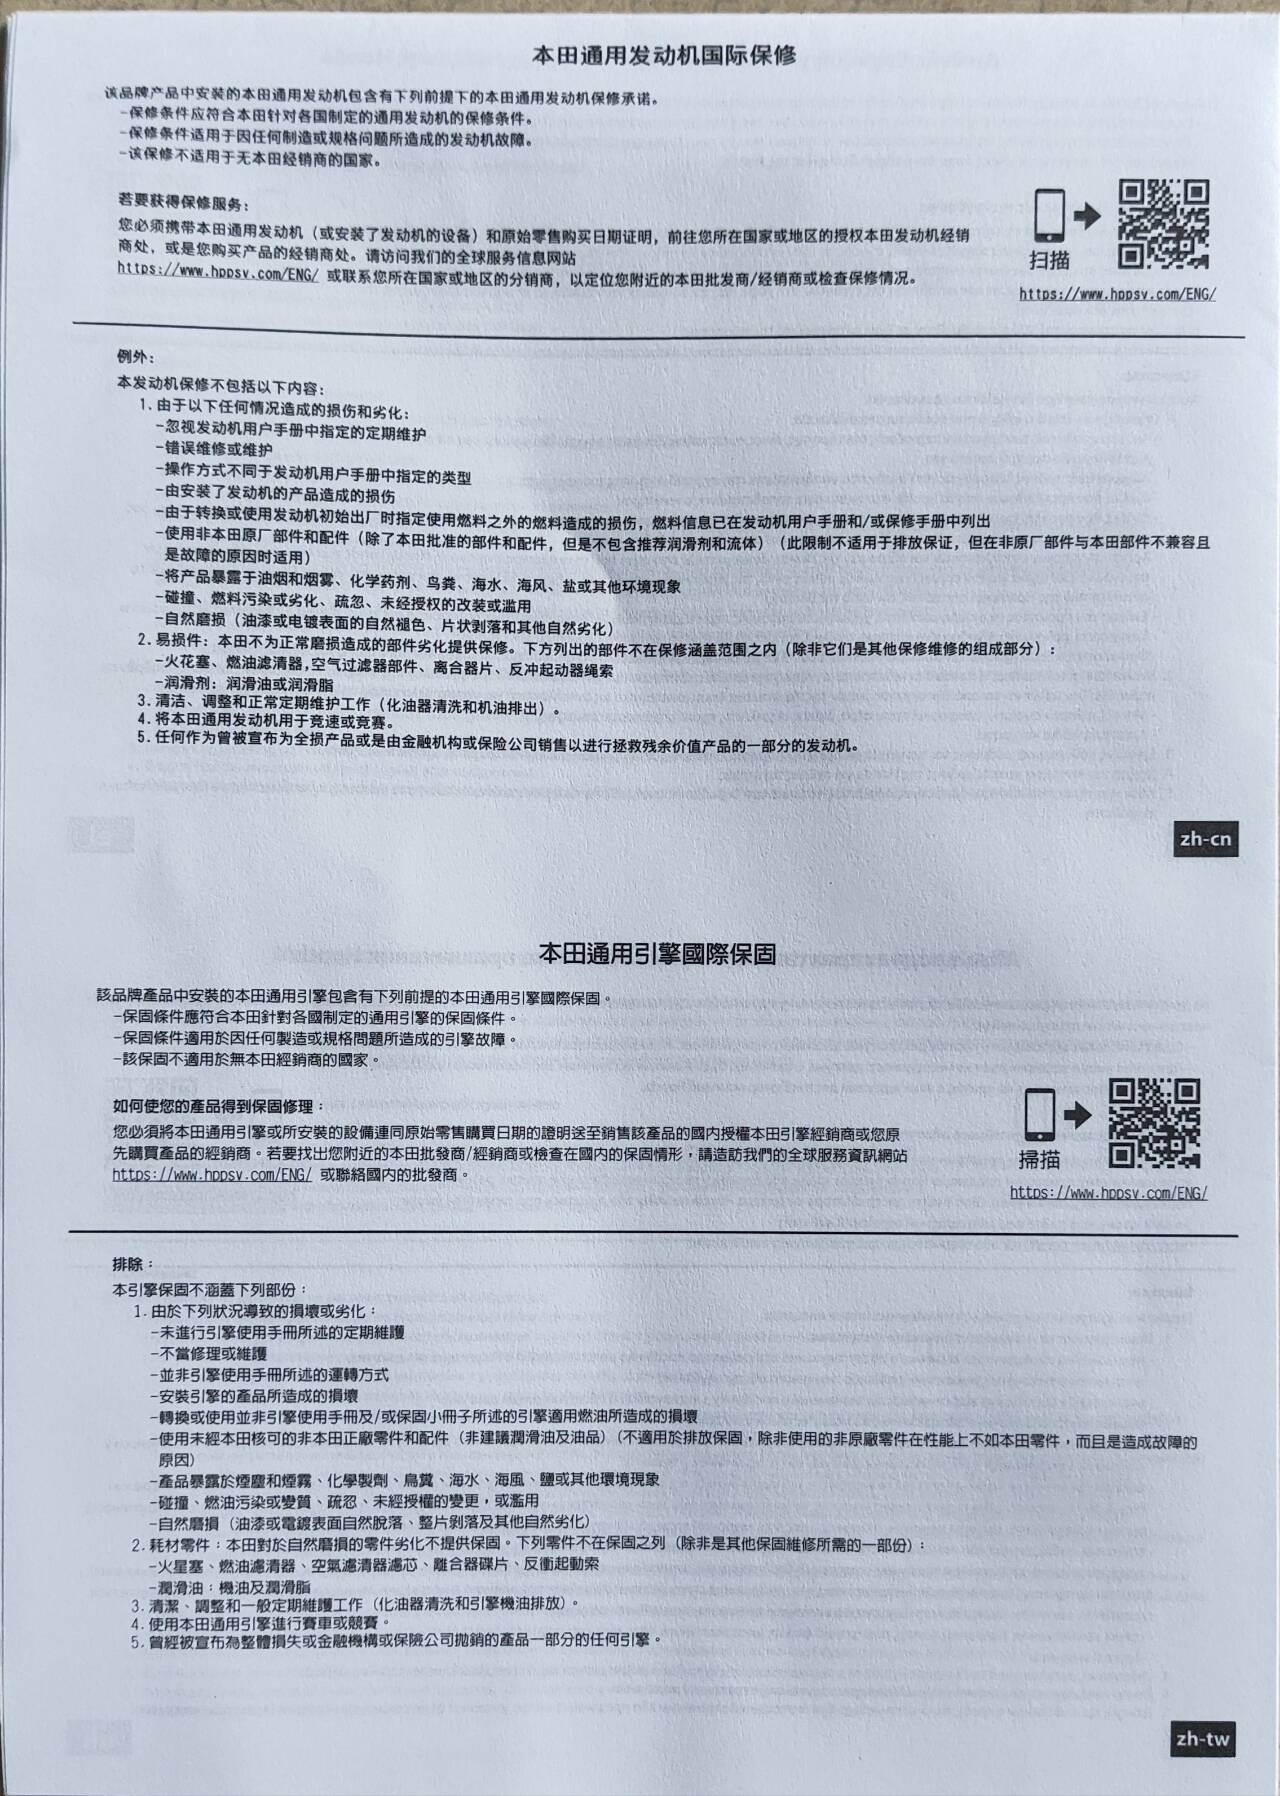 本田通用发动机国际保修
该品牌产品中安装的本田通用发动机包含有下列前提下的本田通用发动机保修承诺。
-保修条件应符合本田针对各国制定的通用发动机的保修条件。
-保修条件适用于因任何制造或规格问题所造成的发动机故障。
-该保修不适用于无本田经销商的国家。
若要获得保修服务：
您必须携带本田通用发动机（或安装了发动机的设备）和原始零售购买日期证明，前往您所在国家或地区的授权本田发动机经销
商处，或是您购买产品的经销商处。请访问我们的全球服务信息网站
https://www.hppsv.com/ENG/ 或联系您所在国家或地区的分销商，以定位您附近的本田批发商/经销商或检查保修情况。
扫描
https://www.hppsv.com/ENG/
例外：
本发动机保修不包括以下内容：
1. 由于以下任何情况造成的损伤和劣化：
-忽视发动机用户手册中指定的定期维护
-错误维修或维护
-操作方式不同于发动机用户手册中指定的类型
-由安装了发动机的产品造成的损伤
-由于转换或使用发动机初始出厂时指定使用燃料之外的燃料造成的损伤，燃料信息已在发动机用户手册和/或保修手册中列出
-使用非本田原厂部件和配件（除了本田批准的部件和配件，但是不包含推荐润滑剂和流体）（此限制不适用于排放保证，但在非原厂部件与本田部件不兼容且
是故障的原因时适用）
-将产品暴露于油烟和烟雾、化学药剂、鸟粪、海水、海风、盐或其他环境现象
-碰撞、燃料污染或劣化、疏忽、未经授权的改装或滥用
-自然磨损（油漆或电镀表面的自然褪色、片状剥落和其他自然劣化）
2. 易损件：本田不为正常磨损造成的部件劣化提供保修。下方列出的部件不在保修涵盖范围之内（除非它们是其他保修维修的组成部分）：
-火花塞、燃油滤清器,空气过滤器部件、离合器片、反冲起动器绳索
-润滑剂：润滑油或润滑脂
3. 清洁、调整和正常定期维护工作（化油器清洗和机油排出）。
4. 将本田通用发动机用于竞速或竞赛。
5. 任何作为曾被宣布为全损产品或是由金融机构或保险公司销售以进行拯救残余价值产品的一部分的发动机。
zh-cn
本田通用引擎國際保固
該品牌產品中安裝的本田通用引擎包含有下列前提的本田通用引擎國際保固。
-保固條件應符合本田針對各國制定的通用引擎的保固條件。
-保固條件適用於因任何製造或規格問題所造成的引擎故障。
-該保固不適用於無本田經銷商的國家。
如何使您的產品得到保固修理：
您必須將本田通用引擎或所安裝的設備連同原始零售購買日期的證明送至銷售該產品的國內授權本田引擎經銷商或您原
先購買產品的經銷商。若要找出您附近的本田批發商/經銷商或檢查在國內的保固情形，請造訪我們的全球服務資訊網站
https://www.hppsv.com/ENG/ 或聯絡國內的批發商。
掃描
https://www.hppsv.com/ENG/
排除：
本引擎保固不涵蓋下列部份：
1. 由於下列狀況導致的損壞或劣化：
-未進行引擎使用手冊所述的定期維護
-不當修理或維護
-並非引擎使用手冊所述的運轉方式
-安裝引擎的產品所造成的損壞
-轉換或使用並非引擎使用手冊及/或保固小冊子所述的引擎適用燃油所造成的損壞
-使用未經本田核可的非本田正廠零件和配件（非建議潤滑油及油品）（不適用於排放保固，除非使用的非原廠零件在性能上不如本田零件，而且是造成故障的
原因）
-產品暴露於煙塵和煙霧、化學製劑、鳥糞、海水、海風、鹽或其他環境現象
-碰撞、燃油污染或變質、疏忽、未經授權的變更，或濫用
-自然磨損（油漆或電鍍表面自然脫落、整片剝落及其他自然劣化）
2. 耗材零件：本田對於自然磨損的零件劣化不提供保固。下列零件不在保固之列（除非是其他保固維修所需的一部份）：
-火星塞、燃油濾清器、空氣濾清器濾芯、離合器碟片、反衝起動索
-潤滑油：機油及潤滑脂
3. 清潔、調整和一般定期維護工作（化油器清洗和引擎機油排放）。
4. 使用本田通用引擎進行賽車或競賽。
5. 曾經被宣布為整體損失或金融機構或保險公司拋銷的產品一部分的任何引擎。
zh-tw